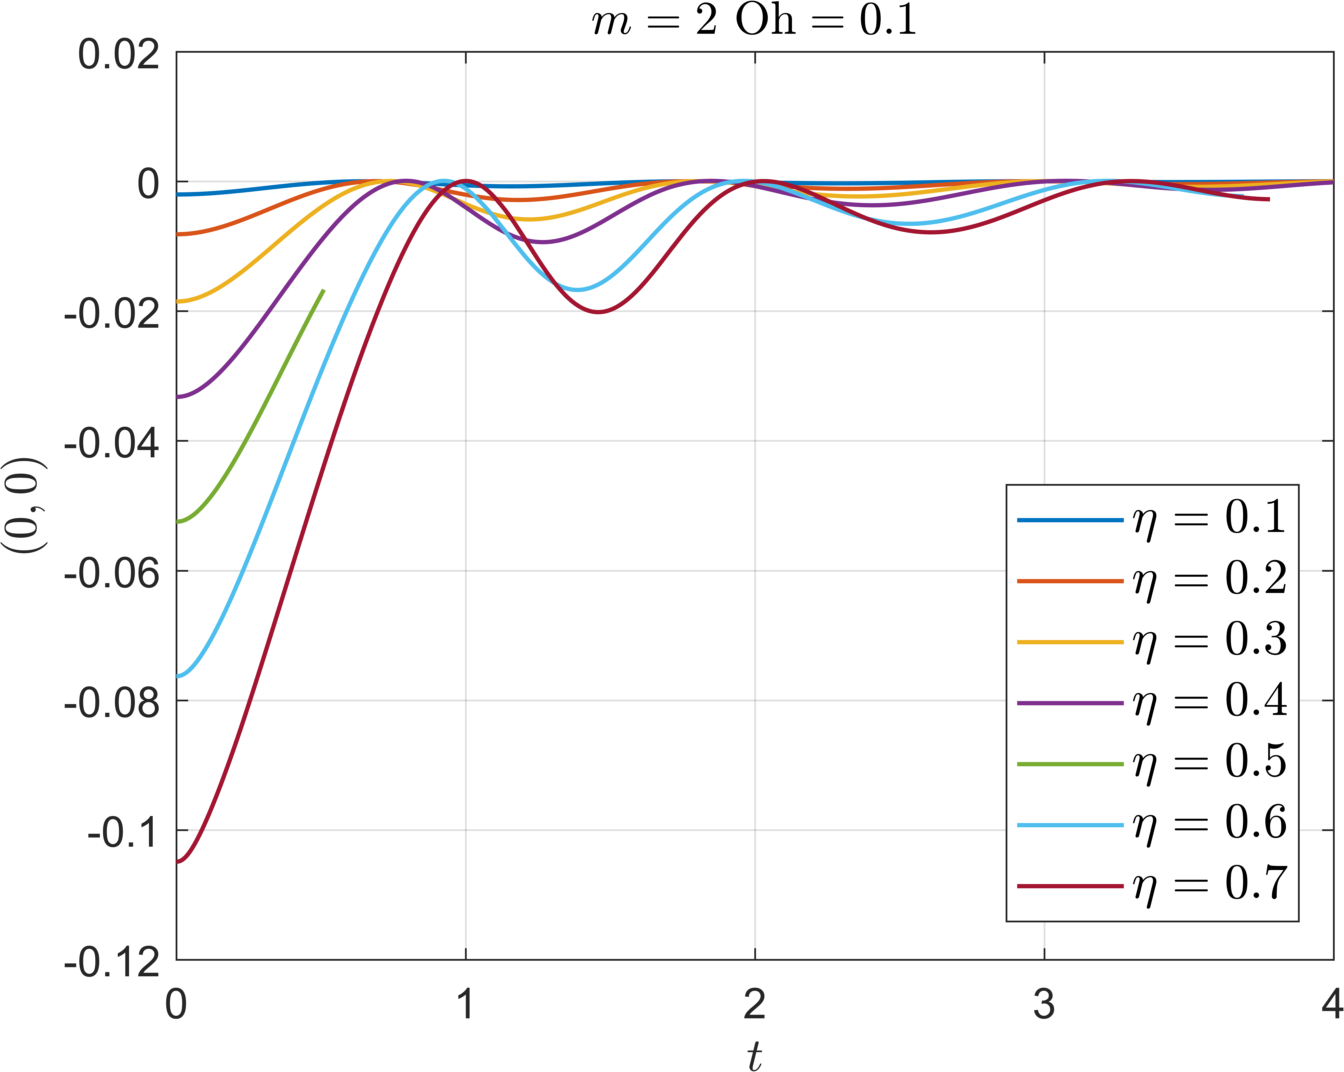 m = 2 Oh = 0.1
0.02
0
-0.02
-0.04
-0.06
-0.08
-0.1
-0.12
(0, 0)
η = 0.1
η = 0.2
η = 0.3
η = 0.4
η = 0.5
η = 0.6
η = 0.7
0 1 2 3 4
t